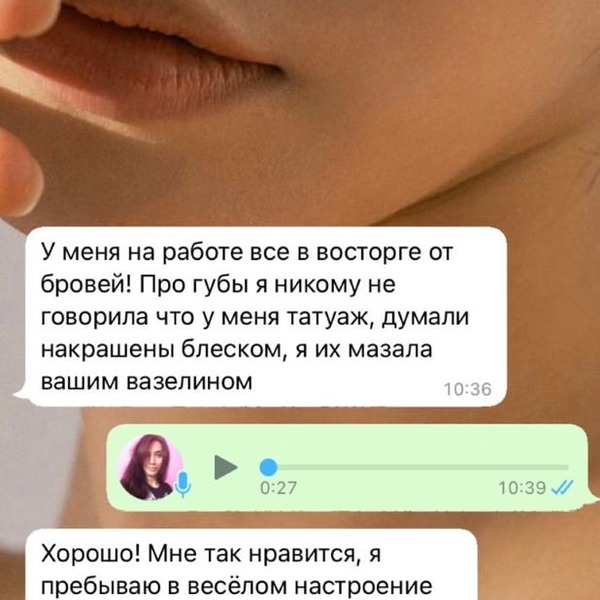 У меня на работе все в восторге от
бровей! Про губы я никому не
говорила что у меня татуаж, думали
накрашены блеском, я их мазала
вашим вазелином
10:36
0:27 10:39
Хорошо! Мне так нравится, я
пребываю в весёлом настроение